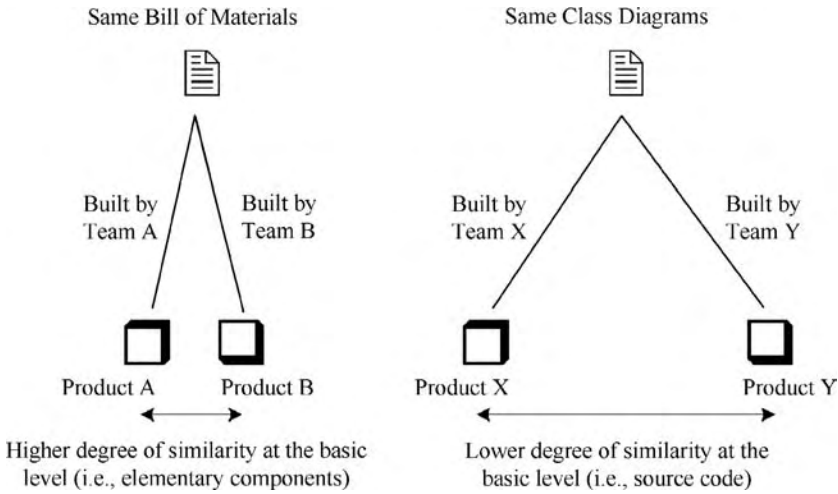 Same Bill of Materials
Same Class Diagrams
Built by
Team A
Built by
Team B
Built by
Team X
Built by
Team Y
Product A
Product B
Product X
Product Y
Higher degree of similarity at the basic
level (i.e., elementary components)
Lower degree of similarity at the
basic level (i.e., source code)